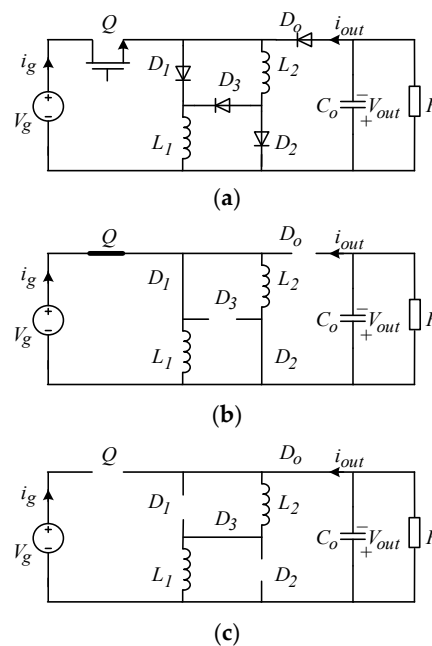 Q
D_o
i_out
i_g
D_1
L_2
D_3
V_g
+
−
L_1
D_2
C_o
−
+
V_out
(a)
Q
D_o
i_out
i_g
D_1
L_2
D_3
V_g
+
−
L_1
D_2
C_o
−
+
V_out
(b)
Q
D_o
i_out
i_g
D_1
L_2
D_3
V_g
+
−
L_1
D_2
C_o
−
+
V_out
(c)